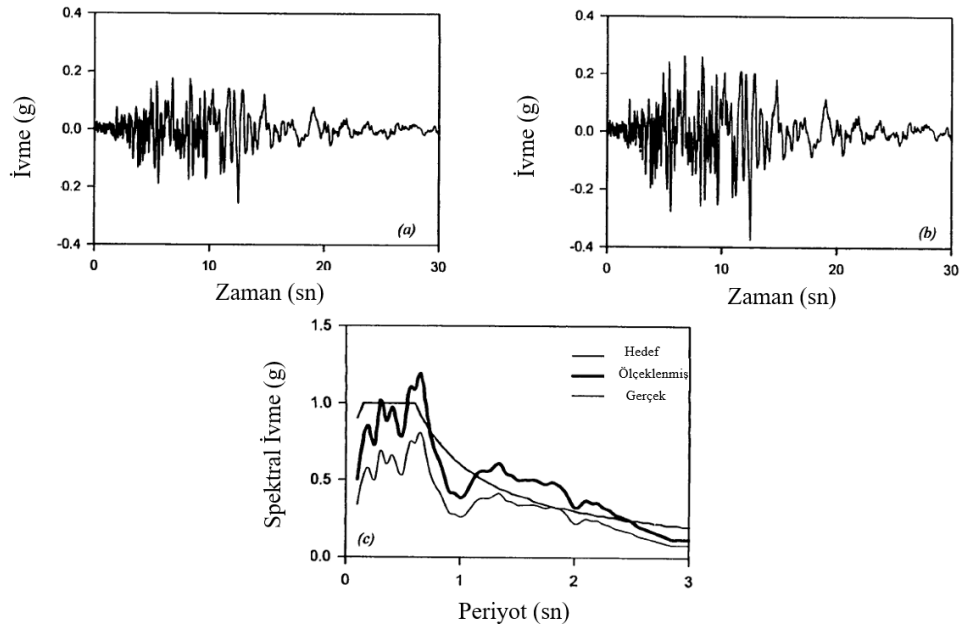 0.4
0.2
0.0
0.2
-0.4
İvme (g)
(a)
0
10
20
30
Zaman (sn)
0.4
0.2
0.0
0.2
-0.4
İvme (g)
(b)
0
10
20
30
Zaman (sn)
1.5
1.0
0.5
0.0
Spektral İvme (g)
Hedef
Ölçeklenmiş
Gerçek
(c)
0
1
2
3
Periyot (sn)